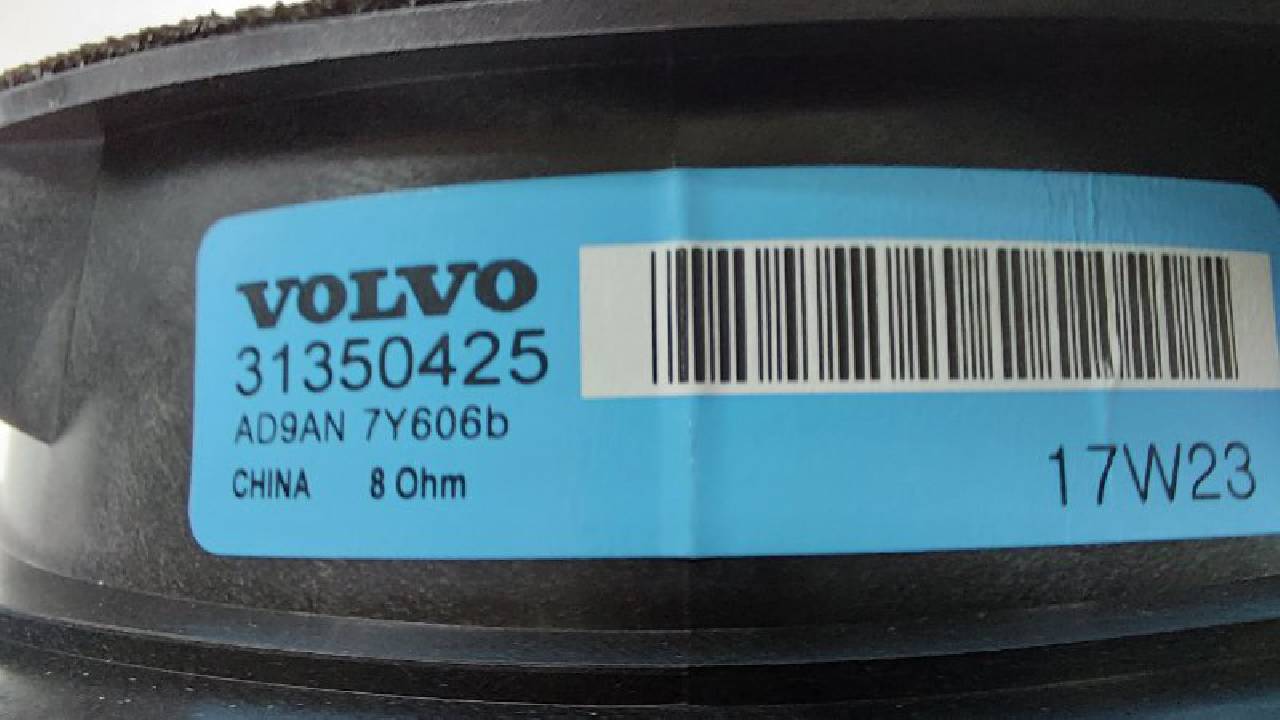 VOLVO
31350425
AD9AN 7Y606b
CHINA 8 Ohm
17W23